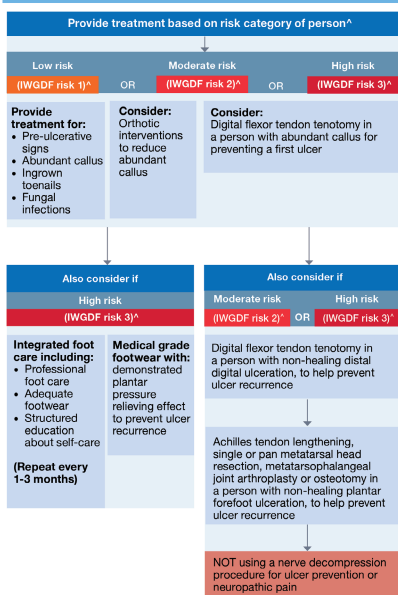 Provide treatment based on risk category of person^
Low risk
(IWGDF risk 1)^
OR
Moderate risk
(IWGDF risk 2)^
OR
High risk
(IWGDF risk 3)^
Provide
treatment for:
• Pre-ulcerative
signs
• Abundant callus
• Ingrown
toenails
• Fungal
infections
Consider:
Orthotic
interventions
to reduce
abundant
callus
Consider:
Digital flexor tendon tenotomy in
a person with abundant callus for
preventing a first ulcer
Also consider if
High risk
(IWGDF risk 3)^
Integrated foot
care including:
• Professional
foot care
• Adequate
footwear
• Structured
education
about self-care
(Repeat every
1-3 months)
Medical grade
footwear with:
demonstrated
plantar
pressure
relieving effect
to prevent ulcer
recurrence
Also consider if
Moderate risk
(IWGDF risk 2)^
OR
High risk
(IWGDF risk 3)^
Digital flexor tendon tenotomy in
a person with non-healing distal
digital ulceration, to help prevent
ulcer recurrence
Achilles tendon lengthening,
single or pan metatarsal head
resection, metatarsophalangeal
joint arthroplasty or osteotomy in
a person with non-healing plantar
forefoot ulceration, to help prevent
ulcer recurrence
NOT using a nerve decompression
procedure for ulcer prevention or
neuropathic pain